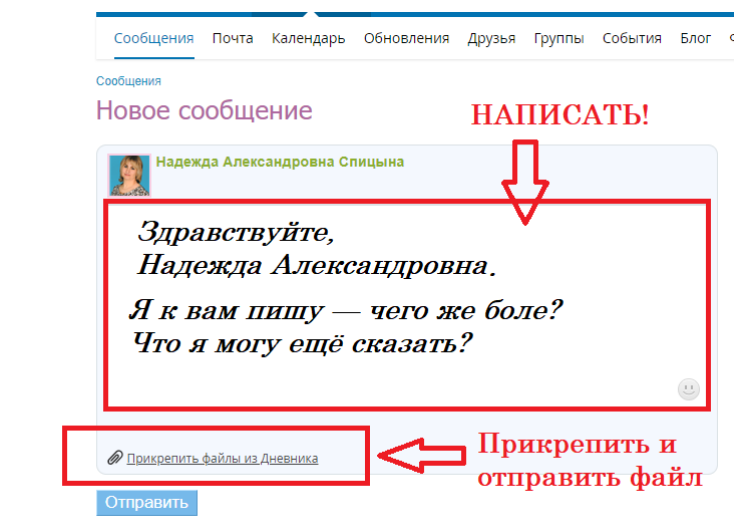 Сообщения Почта Календарь Обновления Друзья Группы События Блог
Сообщения
Новое сообщение
НАПИСАТЬ!
Надежда Александровна Спицына
Здравствуйте,
Надежда Александровна.
Я к вам пишу — чего же боле?
Что я могу ещё сказать?
Прикрепить файлы из Дневника
Прикрепить и
отправить файл
Отправить